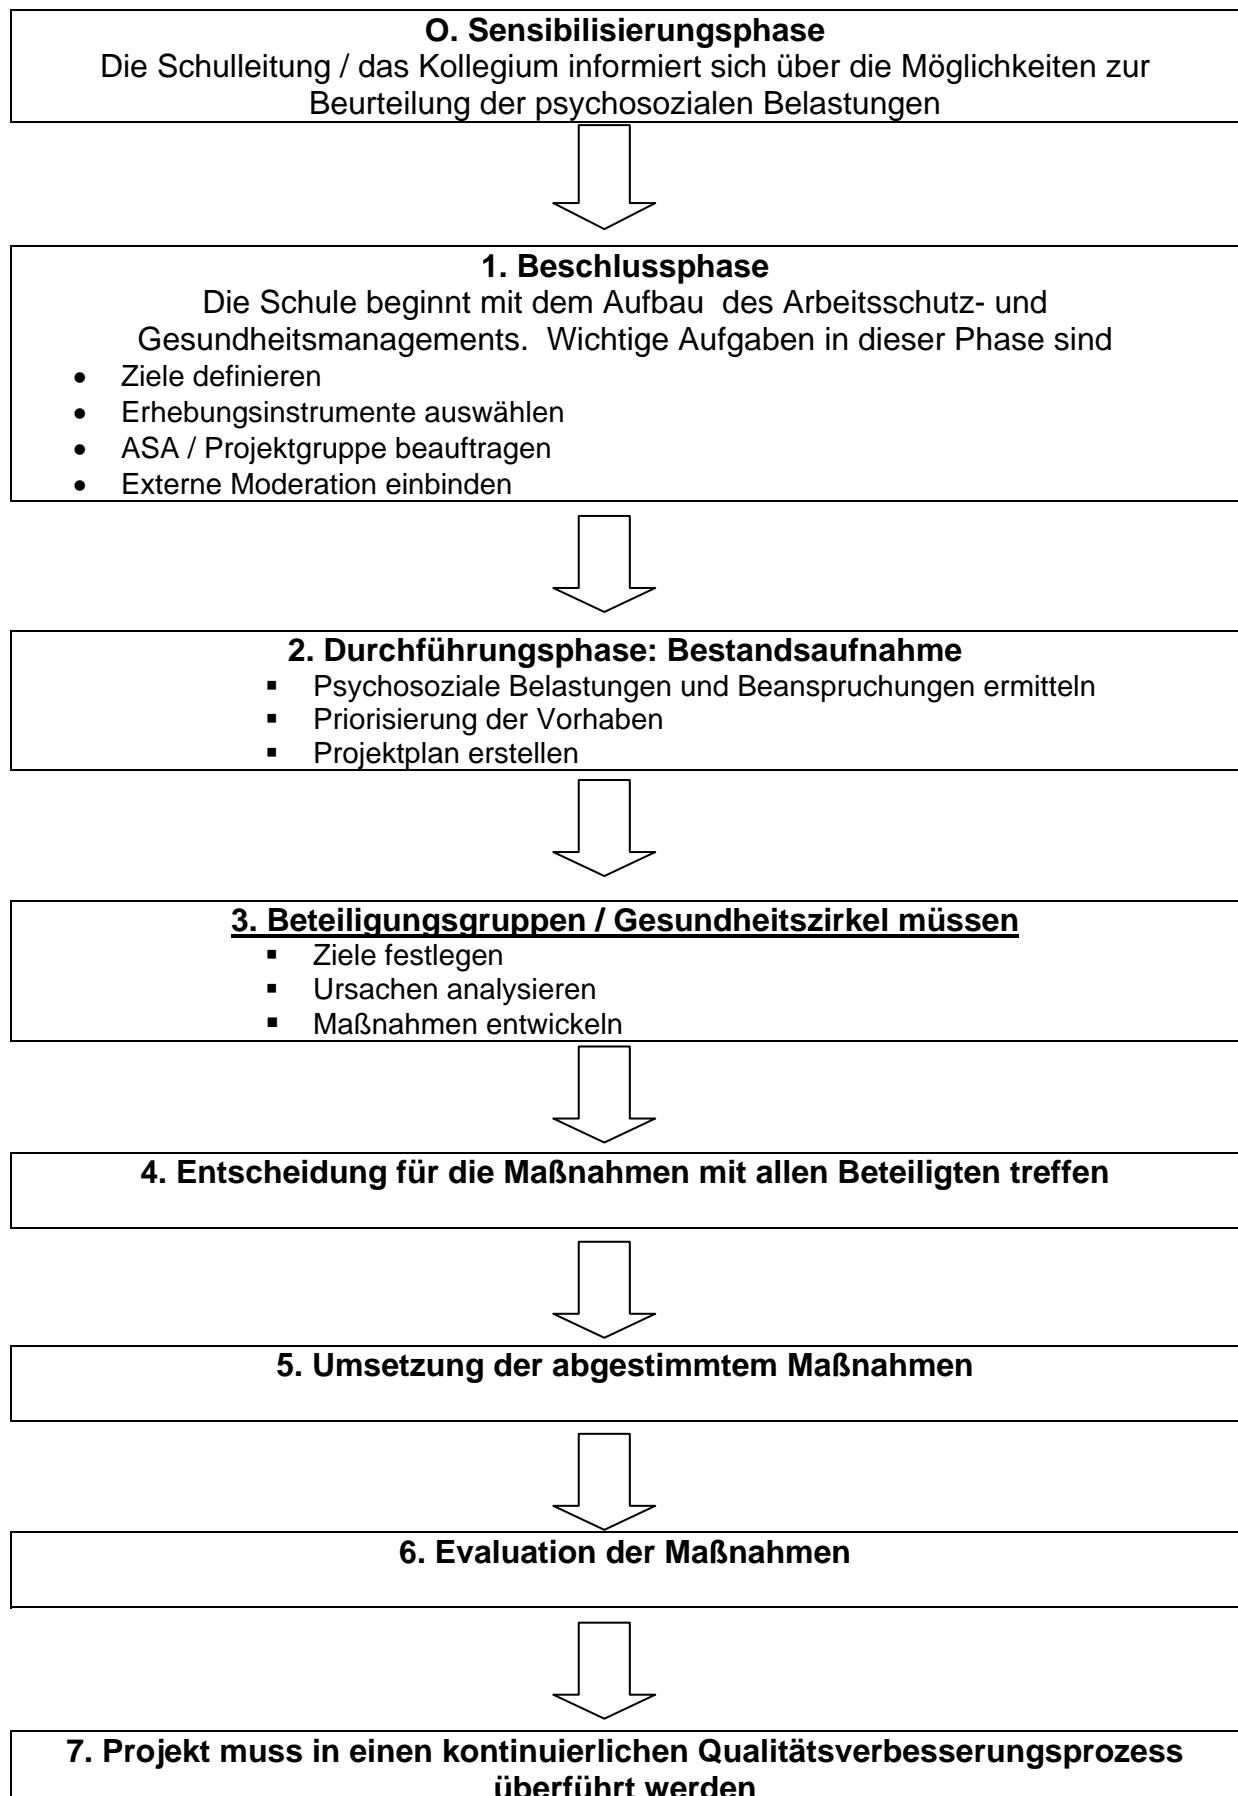 O. Sensibilisierungsphase
Die Schulleitung / das Kollegium informiert sich über die Möglichkeiten zur
Beurteilung der psychosozialen Belastungen
1. Beschlussphase
Die Schule beginnt mit dem Aufbau  des Arbeitsschutz- und
Gesundheitsmanagements.  Wichtige Aufgaben in dieser Phase sind
• Ziele definieren
• Erhebungsinstrumente auswählen
• ASA / Projektgruppe beauftragen
• Externe Moderation einbinden
2. Durchführungsphase: Bestandsaufnahme
▪ Psychosoziale Belastungen und Beanspruchungen ermitteln
▪ Priorisierung der Vorhaben
▪ Projektplan erstellen
3. Beteiligungsgruppen / Gesundheitszirkel müssen
▪ Ziele festlegen
▪ Ursachen analysieren
▪ Maßnahmen entwickeln
4. Entscheidung für die Maßnahmen mit allen Beteiligten treffen
5. Umsetzung der abgestimmtem Maßnahmen
6. Evaluation der Maßnahmen
7. Projekt muss in einen kontinuierlichen Qualitätsverbesserungsprozess
überführt werden